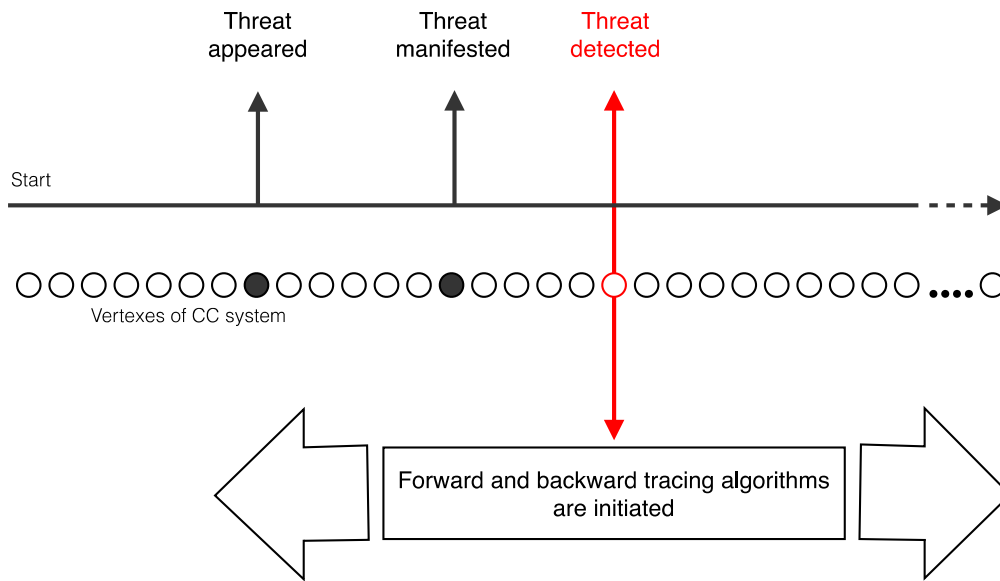 Threat
appeared
Threat
manifested
Threat
detected
Start
Vertexes of CC system
Forward and backward tracing algorithms
are initiated